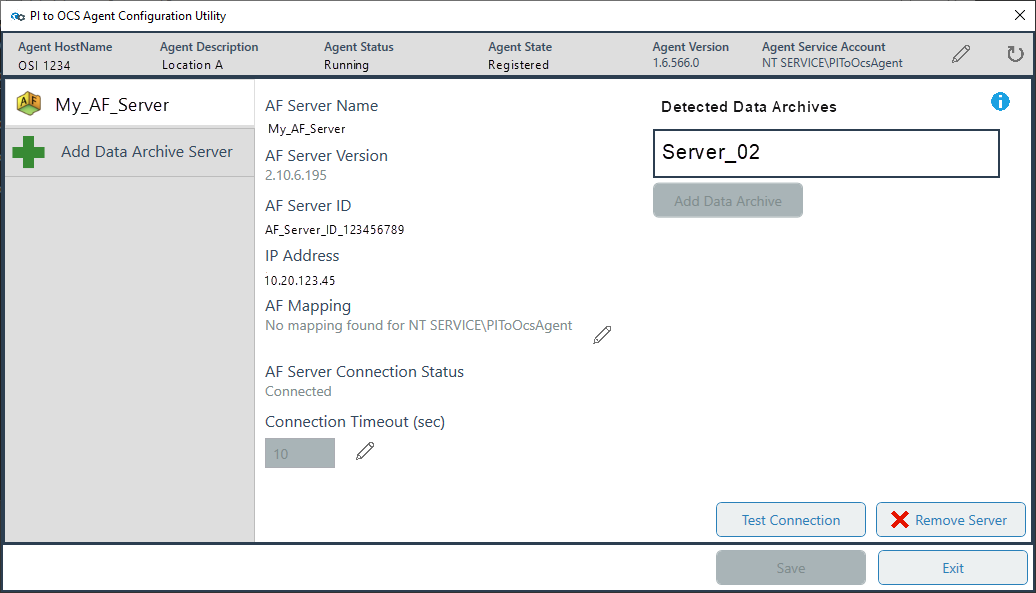 PI to OCS Agent Configuration Utility
Agent HostName
OSI 1234
Agent Description
Location A
Agent Status
Running
Agent State
Registered
Agent Version
1.6.566.0
Agent Service Account
NT SERVICE\PIToOcsAgent
AF
My_AF_Server
Add Data Archive Server
AF Server Name
My_AF_Server
AF Server Version
2.10.6.195
AF Server ID
AF_Server_ID_123456789
IP Address
10.20.123.45
AF Mapping
No mapping found for NT SERVICE\PIToOcsAgent
AF Server Connection Status
Connected
Connection Timeout (sec)
10
Detected Data Archives
Server_02
Add Data Archive
Test Connection
Remove Server
Save
Exit